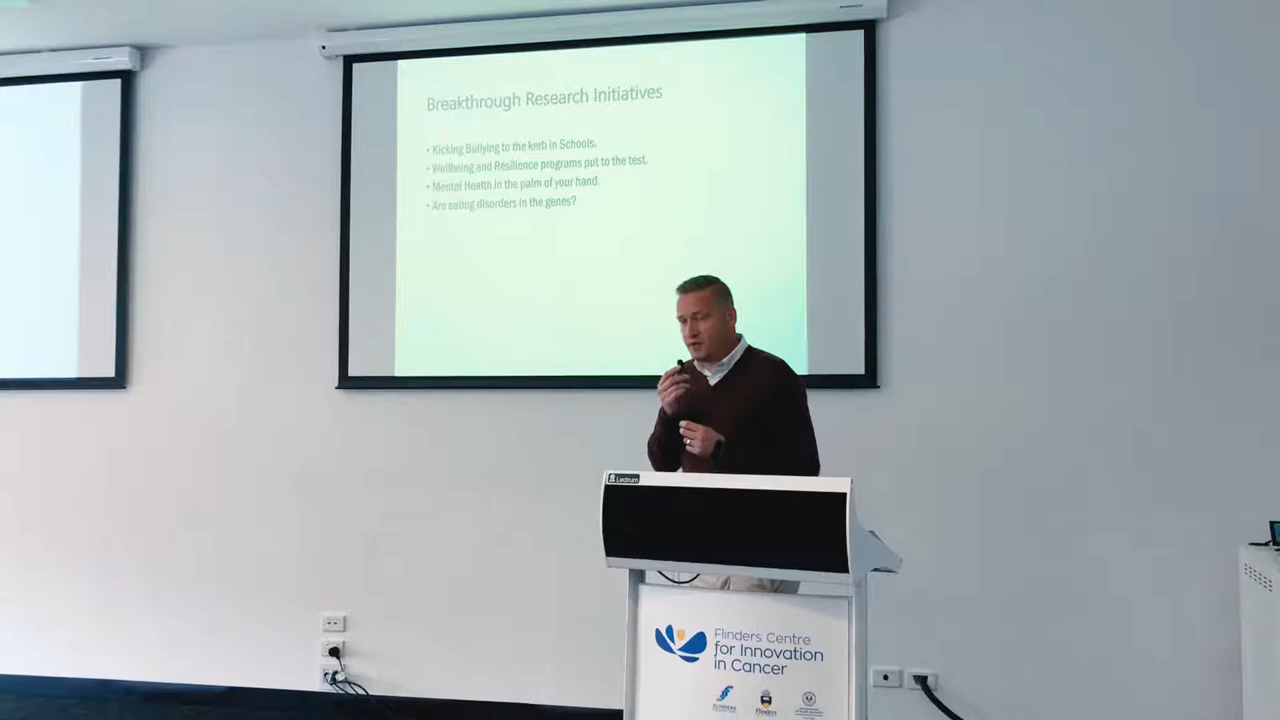 Breakthrough Research Initiatives
• Kicking Bullying to the kerb in Schools.
• Wellbeing and Resilience programs put to the test.
• Mental Health in the palm of your hand.
• Are eating disorders in the genes?
Lectrum
Flinders Centre
for Innovation
in Cancer
FLINDERS
Flinders